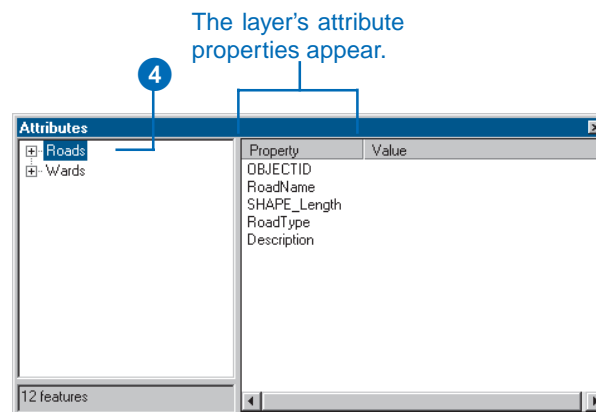 The layer's attribute
properties appear.
4
Attributes
Roads
Wards
Property Value
OBJECTID
RoadName
SHAPE_Length
RoadType
Description
12 features